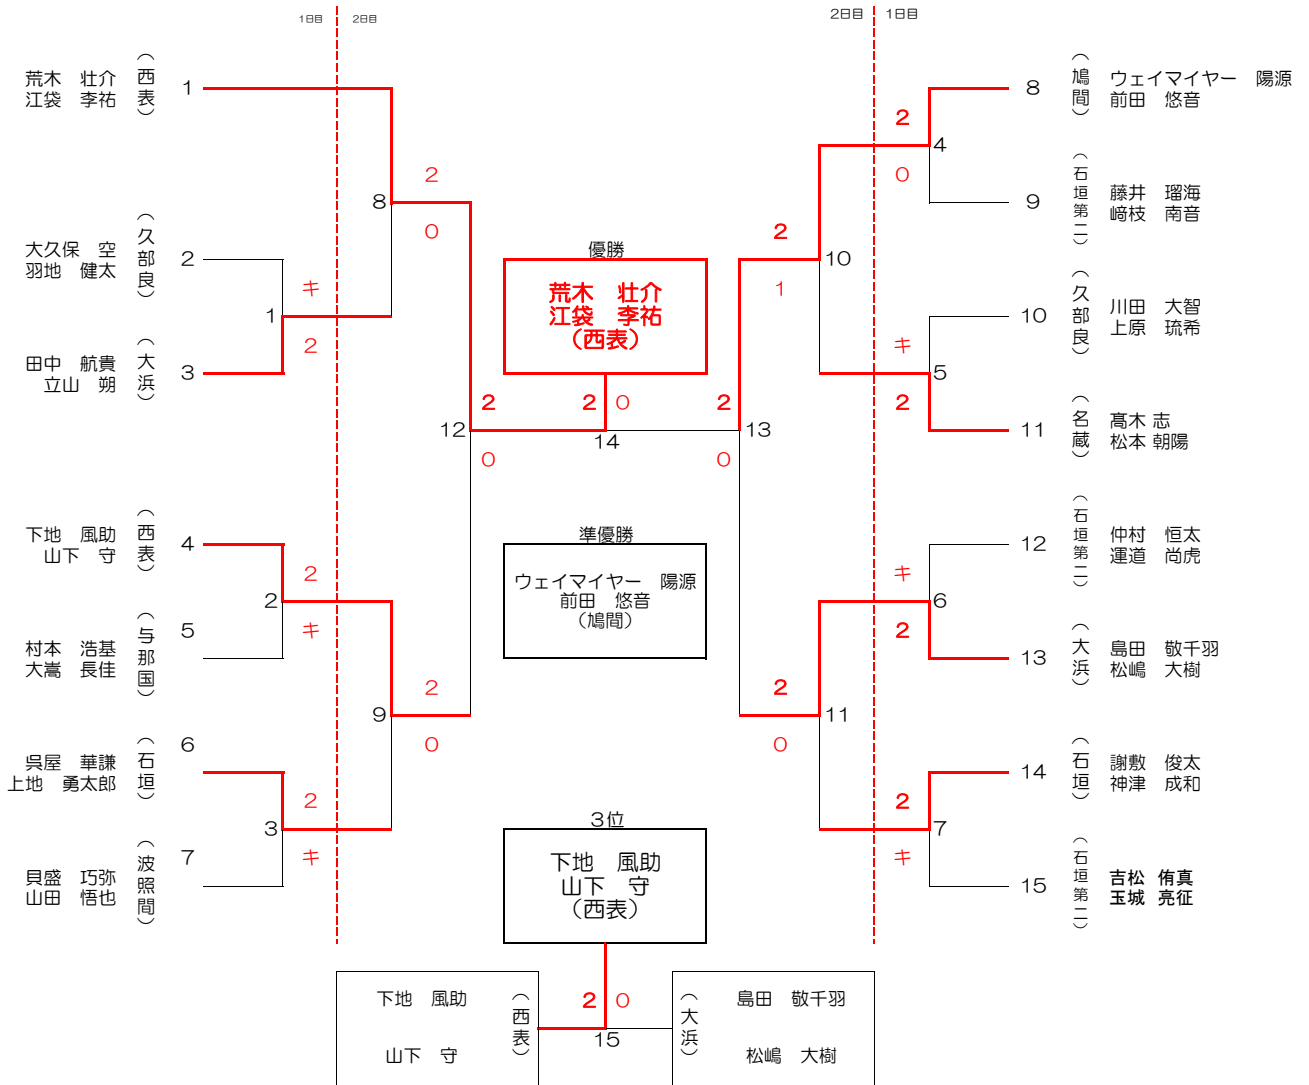 1日目 2日目
2日目 1日目
荒木　壮介
江袋　李祐
（西表）
1
大久保　空
羽地　健太
（久部良）
2
田中　航貴
立山　朔
（大浜）
3
下地　風助
山下　守
（西表）
4
村本　浩基
大嵩　長佳
（与那国）
5
呉屋　華謙
上地　勇太郎
（石垣）
6
貝盛　巧弥
山田　悟也
（波照間）
7
1
キ
2
2
2
キ
3
2
キ
8
2
0
9
2
0
12
2
0
優勝
荒木　壮介
江袋　李祐
（西表）
2 0
14
準優勝
ウェイマイヤー　陽源
前田　悠音
（鳩間）
3位
下地　風助
山下　守
（西表）
2 0
15
下地　風助
山下　守
（西表）
島田　敬千羽
松嶋　大樹
（大浜）
13
2
0
10
2
1
11
2
0
4
2
0
5
キ
2
6
キ
2
7
2
キ
8
（鳩間）
ウェイマイヤー　陽源
前田　悠音
9
（石垣第二）
藤井　瑠海
﨑枝　南音
10
（久部良）
川田　大智
上原　琉希
11
（名蔵）
髙木 志
松本 朝陽
12
（石垣第二）
仲村　恒太
運道　尚虎
13
（大浜）
島田　敬千羽
松嶋　大樹
14
（石垣）
謝敷　俊太
神津　成和
15
（石垣第二）
吉松 侑真
玉城 亮征